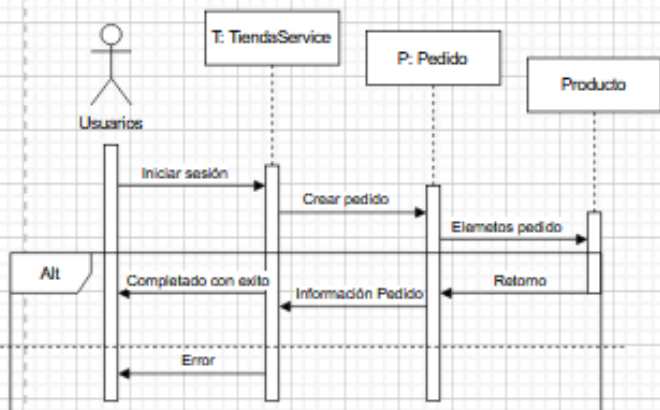 T: TiendaService
P: Pedido
Producto
Usuarios
Iniciar sesión
Crear pedido
Elemetos pedido
Alt
Completado con exito
Retorno
Información Pedido
Error